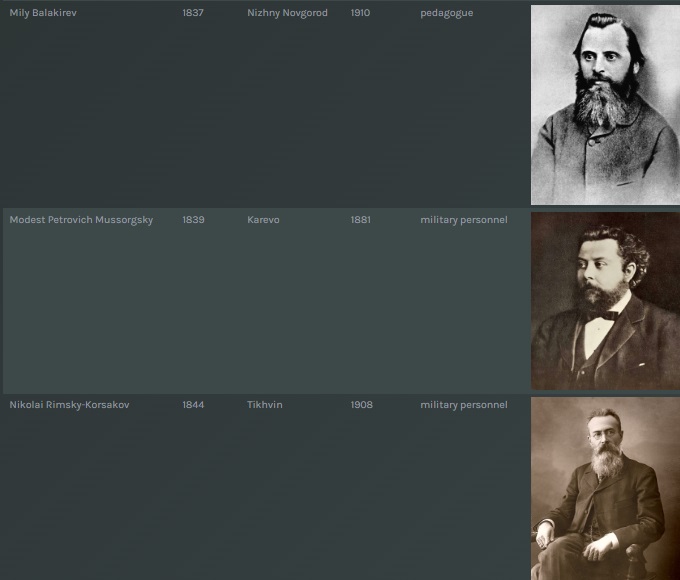 Mily Balakirev 1837 Nizhny Novgorod 1910 pedagogue
Modest Petrovich Mussorgsky 1839 Karevo 1881 military personnel
Nikolai Rimsky-Korsakov 1844 Tikhvin 1908 military personnel